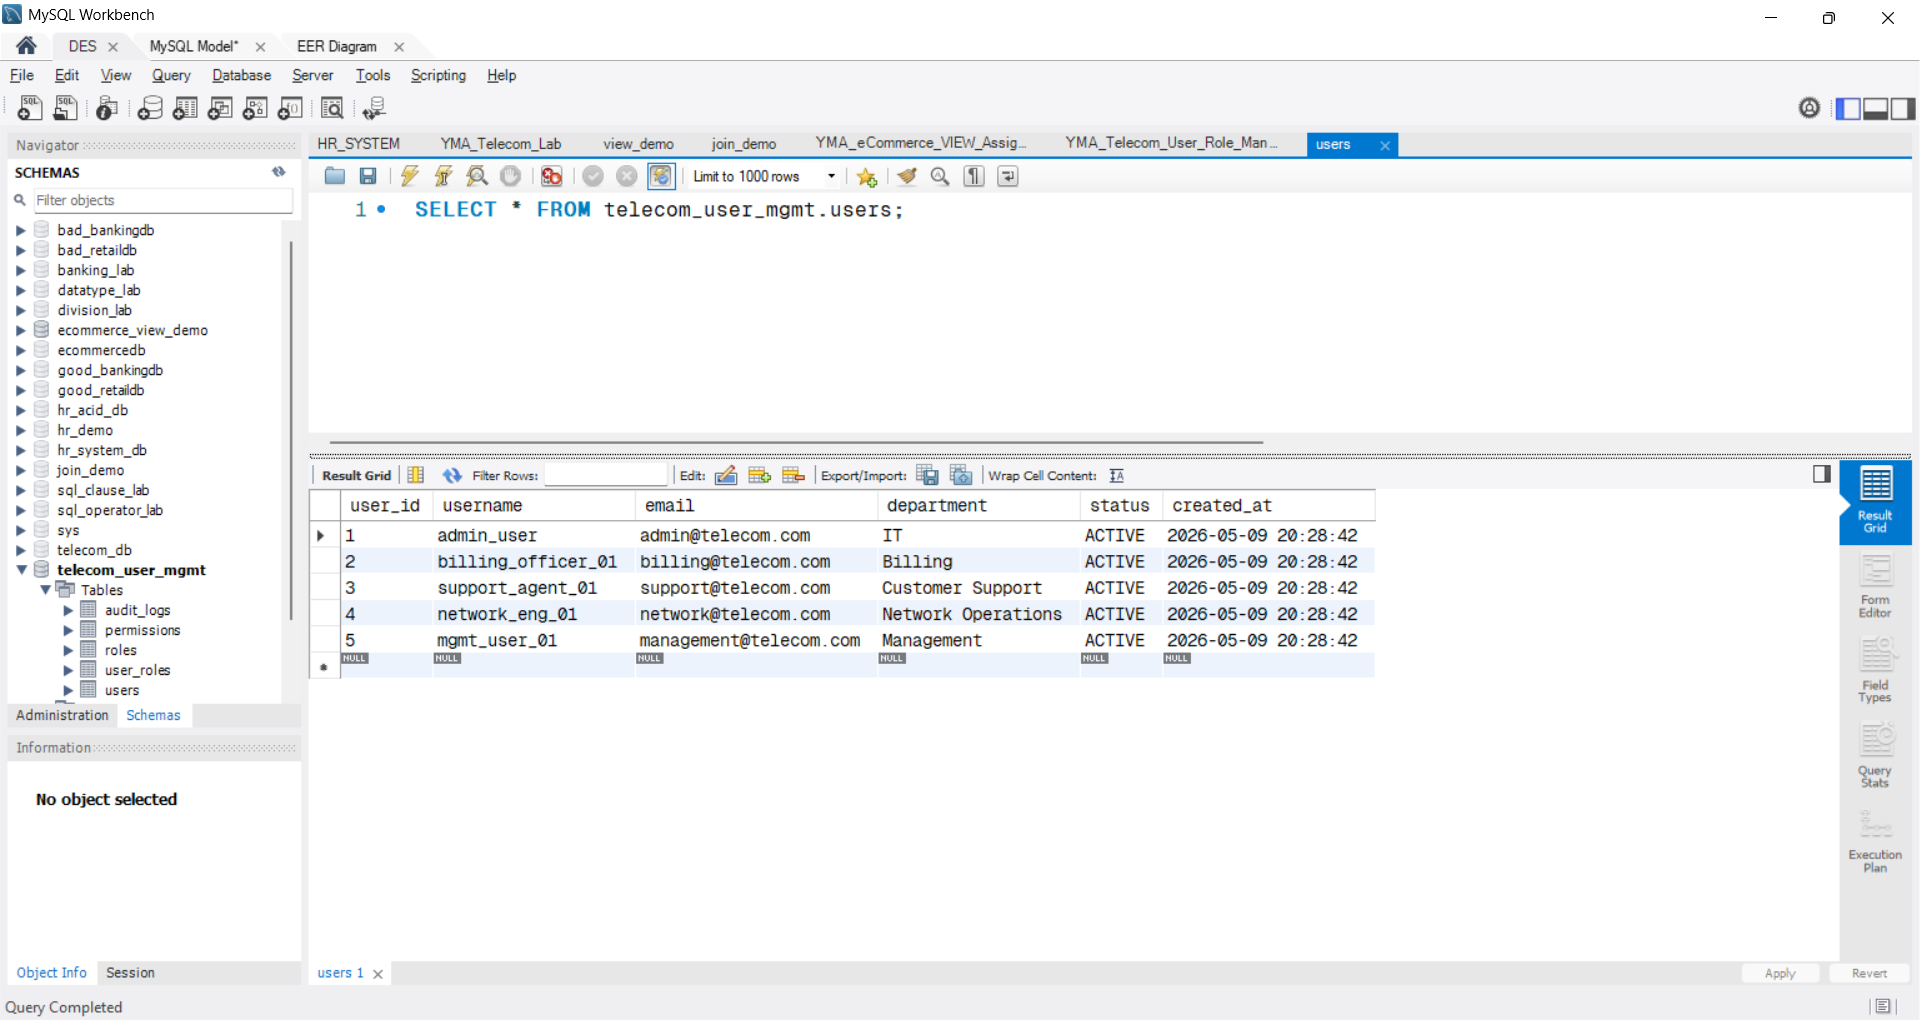 MySQL Workbench
DES
MySQL Model*
EER Diagram
File Edit View Query Database Server Tools Scripting Help
Navigator
SCHEMAS
Filter objects
bad_bankingdb
bad_retaildb
banking_lab
datatype_lab
division_lab
ecommerce_view_demo
ecommercedb
good_bankingdb
good_retaildb
hr_acid_db
hr_demo
hr_system_db
join_demo
sql_clause_lab
sql_operator_lab
sys
telecom_db
telecom_user_mgmt
Tables
audit_logs
permissions
roles
user_roles
users
Administration Schemas
Information
No object selected
Object Info Session
Query Completed
HR_SYSTEM YMA_Telecom_Lab view_demo join_demo YMA_eCommerce_VIEW_Assig... YMA_Telecom_User_Role_Man... users
Limit to 1000 rows
1 SELECT * FROM telecom_user_mgmt.users;
Result Grid Filter Rows: Edit: Export/Import: Wrap Cell Content:
user_id username email department status created_at
1 admin_user admin@telecom.com IT ACTIVE 2026-05-09 20:28:42
2 billing_officer_01 billing@telecom.com Billing ACTIVE 2026-05-09 20:28:42
3 support_agent_01 support@telecom.com Customer Support ACTIVE 2026-05-09 20:28:42
4 network_eng_01 network@telecom.com Network Operations ACTIVE 2026-05-09 20:28:42
5 mgmt_user_01 management@telecom.com Management ACTIVE 2026-05-09 20:28:42
NULL NULL NULL NULL NULL NULL
Result
Grid
Form
Editor
Field
Types
Query
Stats
Execution
Plan
users 1
Apply Revert